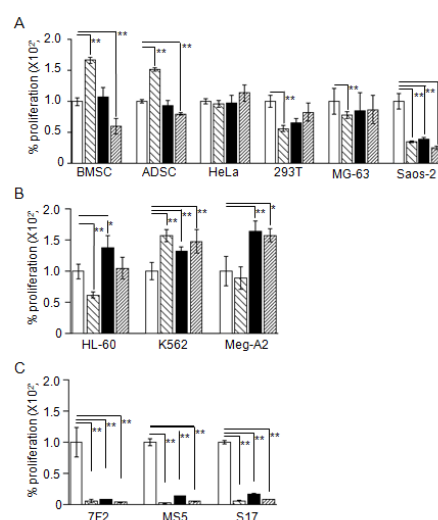 A
% proliferation (X10²,
2.0
1.5
1.0
0.5
0
** ** ** ** ** ** ** ** **
BMSC ADSC HeLa 293T MG-63 Saos-2
B
% proliferation (X10²,
2.0
1.5
1.0
0.5
0
** * ** ** ** ** *
HL-60 K562 Meg-A2
C
% proliferation (X10²,
2.0
1.5
1.0
0.5
0
** ** ** ** ** ** ** ** **
7F2 MS5 S17